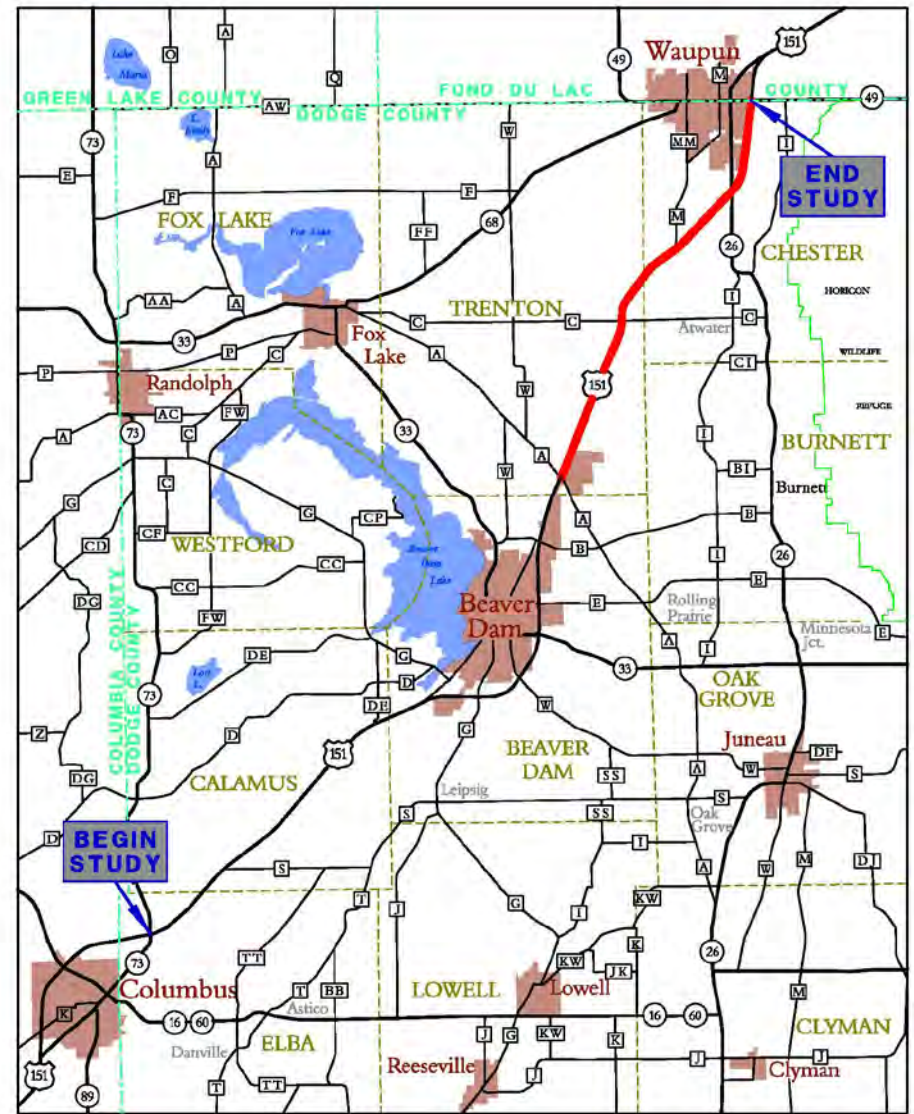 Waupun
151
49
A
O
M
M
Lake
Maria
Q
GREEN LAKE COUNTY
FOND DU LAC
COUNTY
49
AW
DODGE COUNTY
W
73
MM
I
A
END
STUDY
E
F
F
M
FOX LAKE
Fox Lake
FF
68
26
CHESTER
AA
A
I
HORICON
TRENTON
C
C
C
33
Fox
Lake
A
Atwater
P
C
WILDLIFE
P
Randolph
CI
W
151
AC
FW
REFUGE
73
33
I
A
C
BURNETT
W
A
BI
Burnett
G
C
G
CP
A
B
CF
WESTFORD
B
CD
Beaver
Dam
Lake
I
26
CC
CC
E
DG
Beaver
Dam
E
Rolling
Prairie
FW
Minnesota
Jct.
E
A
I
DE
G
33
73
D
OAK
GROVE
Z
DE
W
COLUMBIA COUNTY
DODGE COUNTY
D
151
G
BEAVER
DAM
Juneau
DF
W
S
DG
CALAMUS
SS
A
Leipsig
S
D
S
SS
Oak
Grove
BEGIN
STUDY
I
S
A
W
M
DJ
T
J
G
I
KW
73
K
26
TT
KW
JK
Columbus
T
BB
LOWELL
Lowell
M
K
Astico
16
60
16
60
CLYMAN
Danville
ELBA
J
G
KW
K
151
Reeseville
J
J
J
Clyman
89
T
TT